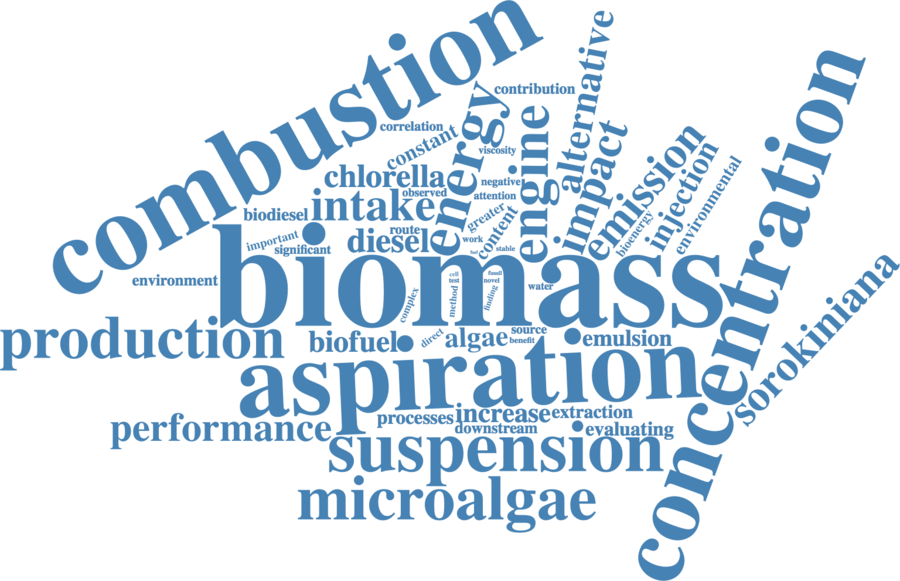 combustion
alternative
contribution
energy
concentration
correlation
constant
engine
impact
emission
injection
environmental
viscosity
chlorella
negative
observed
attention
intake
biodiesel
greater
content
bioenergy
route
important
significant
diesel
work
stable
fuel
sorokiniana
biomass
environment
cell
test
fossil
novel
method
finding
complex
water
production
biofuel
direct
algae
source
benefit
emulsion
aspiration
processes
increase
extraction
performance
downstream
evaluating
suspension
microalgae